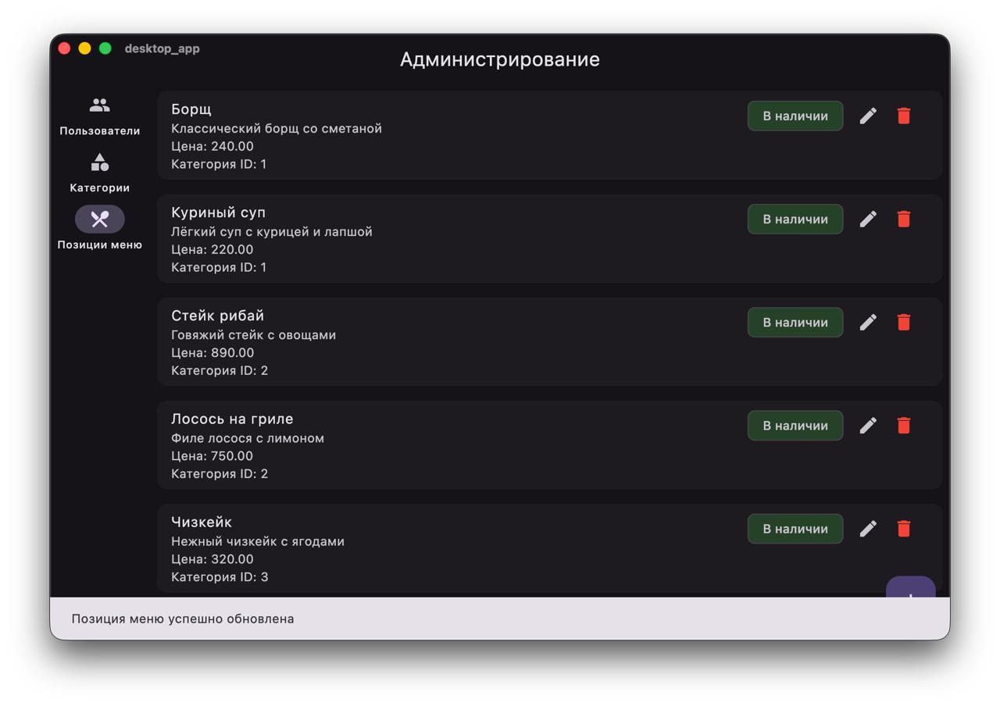 desktop_app
Администрирование
Пользователи
Категории
Позиции меню
Борщ
Классический борщ со сметаной
Цена: 240.00
Категория ID: 1
В наличии
Куриный суп
Лёгкий суп с курицей и лапшой
Цена: 220.00
Категория ID: 1
В наличии
Стейк рибай
Говяжий стейк с овощами
Цена: 890.00
Категория ID: 2
В наличии
Лосось на гриле
Филе лосося с лимоном
Цена: 750.00
Категория ID: 2
В наличии
Чизкейк
Нежный чизкейк с ягодами
Цена: 320.00
Категория ID: 3
В наличии
Позиция меню успешно обновлена